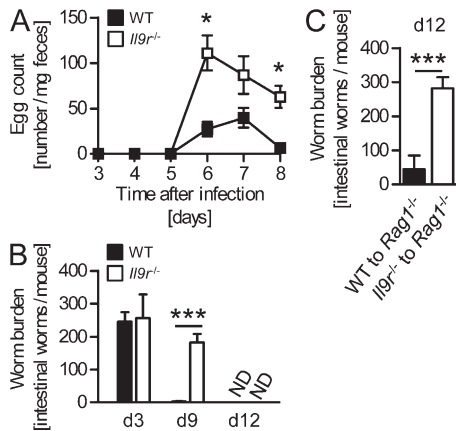 A
WT
Il9r-/-
Egg count
[number/mg feces]
150
100
50
0
*
*
3 4 5 6 7 8
Time after infection
[days]
B
WT
Il9r-/-
Worm burden
[intestinal worms/mouse]
400
300
200
100
0
***
ND
ND
d3 d9 d12
C
d12
Worm burden
[intestinal worms/mouse]
400
300
200
100
0
***
WT to Rag1-/-
Il9r-/- to Rag1-/-